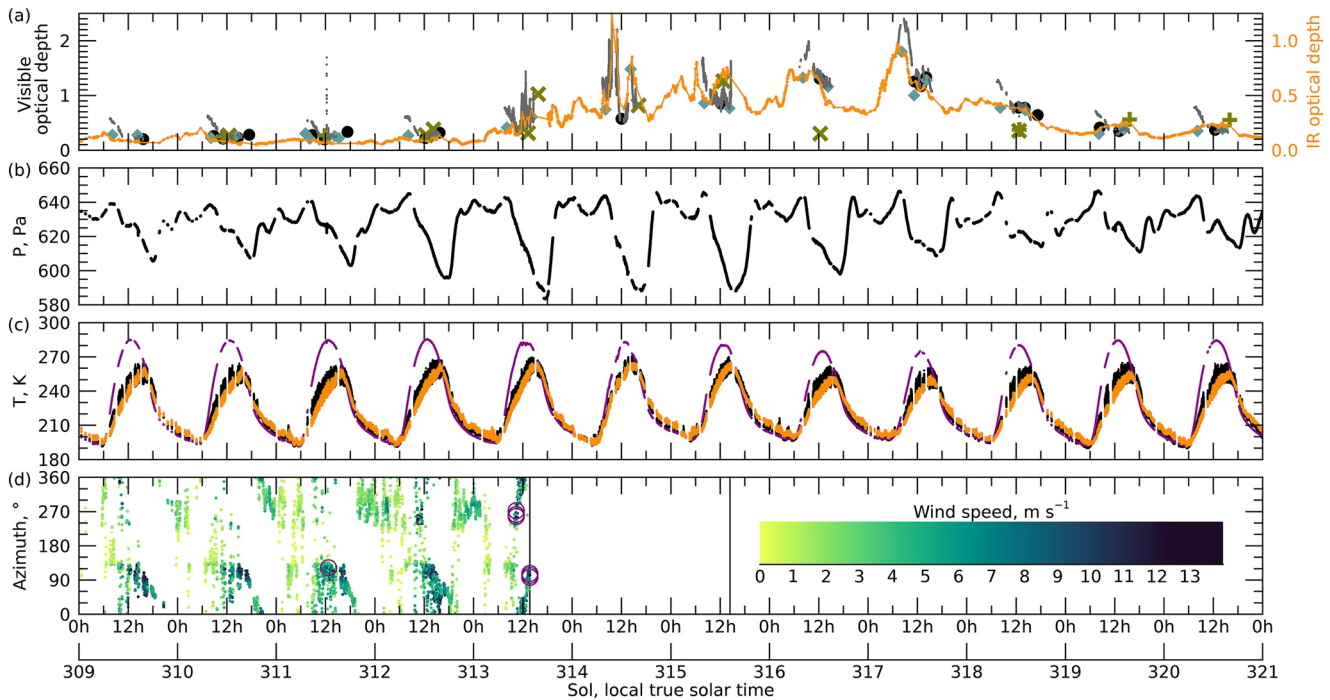 (a)
Visible
optical depth
2
1
0
1.0
0.5
0.0
IR optical depth
(b)
P, Pa
660
640
620
600
580
(c)
T, K
300
270
240
210
180
(d)
Azimuth, °
360
270
180
90
0
Wind speed, m s⁻¹
0 1 2 3 4 5 6 7 8 9 10 11 12 13
0h 12h 0h 12h 0h 12h 0h 12h 0h 12h 0h 12h 0h 12h 0h 12h 0h 12h 0h 12h 0h 12h 0h 12h 0h
309 310 311 312 313 314 315 316 317 318 319 320 321
Sol, local true solar time